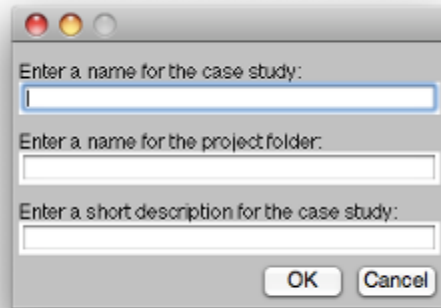 Enter a name for the case study:
Enter a name for the project folder:
Enter a short description for the case study:
OK Cancel